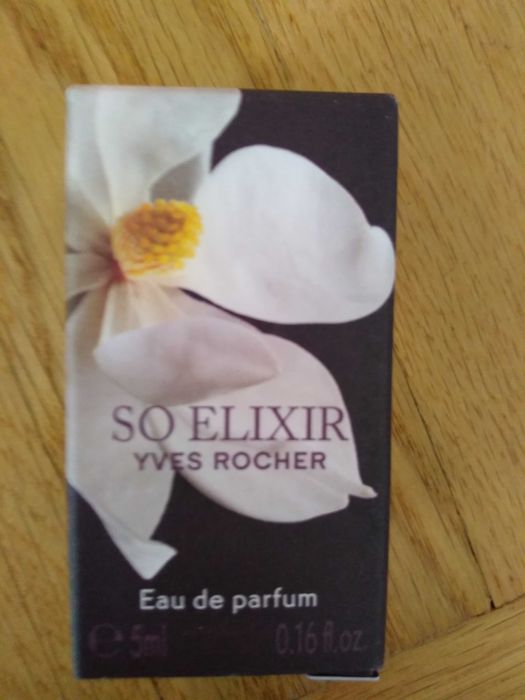 SO ELIXIR
YVES ROCHER
Eau de parfum
℮ 5ml 0.16 fl.oz.